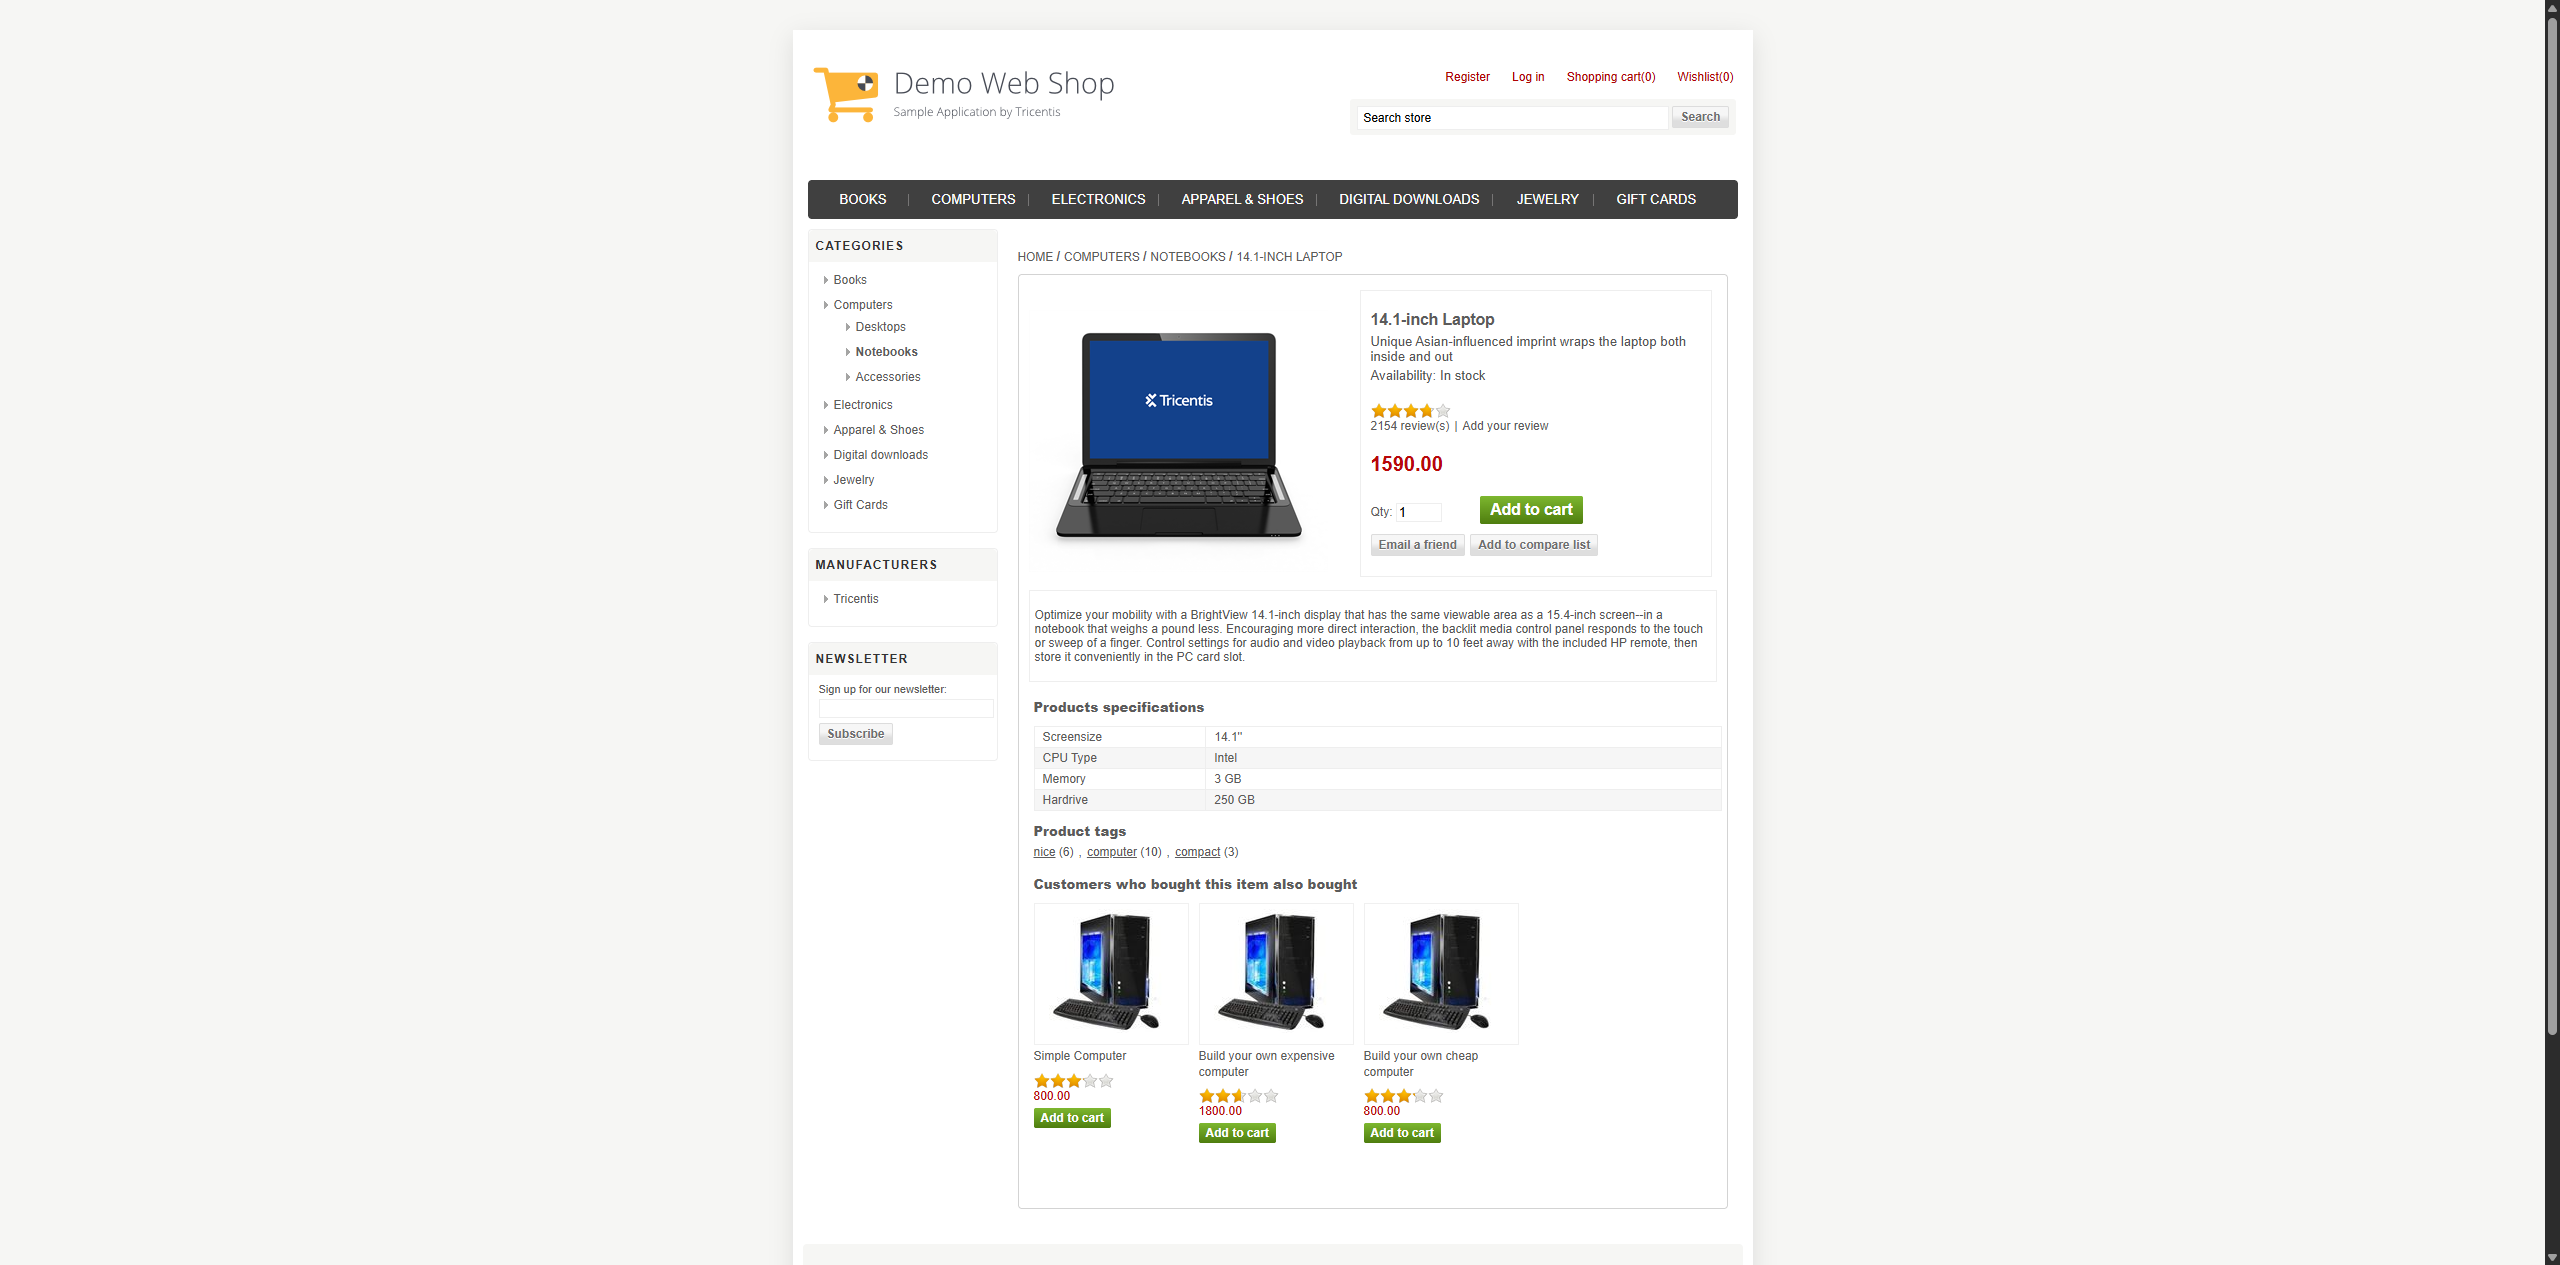 Demo Web Shop
Sample Application by Tricentis
Register Log in Shopping cart(0) Wishlist(0)
Search store Search
BOOKS COMPUTERS ELECTRONICS APPAREL & SHOES DIGITAL DOWNLOADS JEWELRY GIFT CARDS
CATEGORIES
Books
Computers
Desktops
Notebooks
Accessories
Electronics
Apparel & Shoes
Digital downloads
Jewelry
Gift Cards
MANUFACTURERS
Tricentis
NEWSLETTER
Sign up for our newsletter:
Subscribe
HOME / COMPUTERS / NOTEBOOKS / 14.1-INCH LAPTOP
Tricentis
14.1-inch Laptop
Unique Asian-influenced imprint wraps the laptop both
inside and out
Availability: In stock
2154 review(s) | Add your review
1590.00
Qty: 1 Add to cart
Email a friend Add to compare list
Optimize your mobility with a BrightView 14.1-inch display that has the same viewable area as a 15.4-inch screen--in a
notebook that weighs a pound less. Encouraging more direct interaction, the backlit media control panel responds to the touch
or sweep of a finger. Control settings for audio and video playback from up to 10 feet away with the included HP remote, then
store it conveniently in the PC card slot.
Products specifications
Screensize 14.1''
CPU Type Intel
Memory 3 GB
Hardrive 250 GB
Product tags
nice (6) , computer (10) , compact (3)
Customers who bought this item also bought
Simple Computer
800.00
Add to cart
Build your own expensive
computer
1800.00
Add to cart
Build your own cheap
computer
800.00
Add to cart